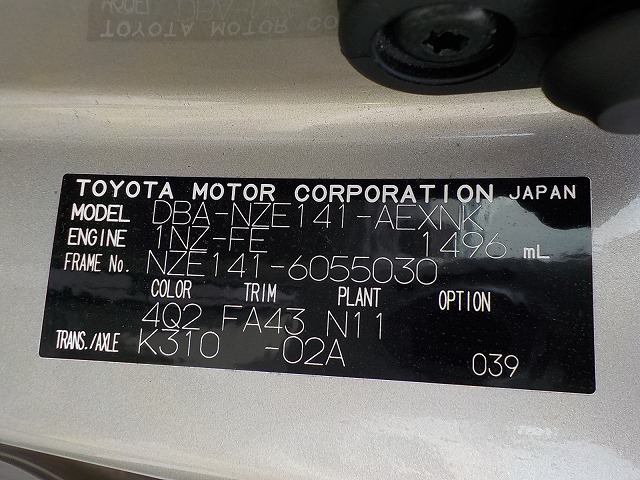 TOYOTA MOTOR CORPORATION JAPAN
MODEL DBA-NZE141-AEXNK
ENGINE 1NZ-FE 1496 mL
FRAME No. NZE141-6055030
COLOR TRIM PLANT OPTION
4Q2 FA43 N11
TRANS./AXLE K310 -02A 039